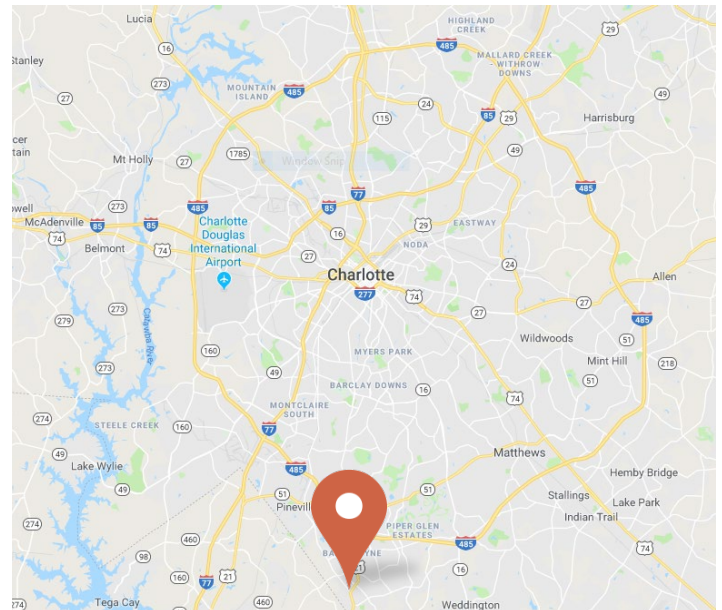 Lucia
HIGHLAND
CREEK
29
16
485
MALLARD CREEK
- WITHROW
DOWNS
Stanley
273
MOUNTAIN
ISLAND
485
27
24
115
85
29
49
Harrisburg
49
Mt Holly
27
1785
Window Snip
273
485
77
85
485
McAdenville
85
85
74
Belmont
74
Charlotte
Douglas
International
Airport
16
27
29
EASTWAY
NODA
24
Charlotte
277
74
Allen
27
279
Catawba River
27
485
273
160
Wildwoods
MYERS PARK
Mint Hill
218
49
51
BARCLAY DOWNS
16
74
274
STEELE CREEK
160
MONTCLAIRE
SOUTH
77
49
Lake Wylie
49
485
Matthews
Hemby Bridge
51
51
Stallings
Lake Park
274
Indian Trail
PIPER GLEN
ESTATES
460
485
74
98
16
160
77
21
Tega Cay
460
Weddington